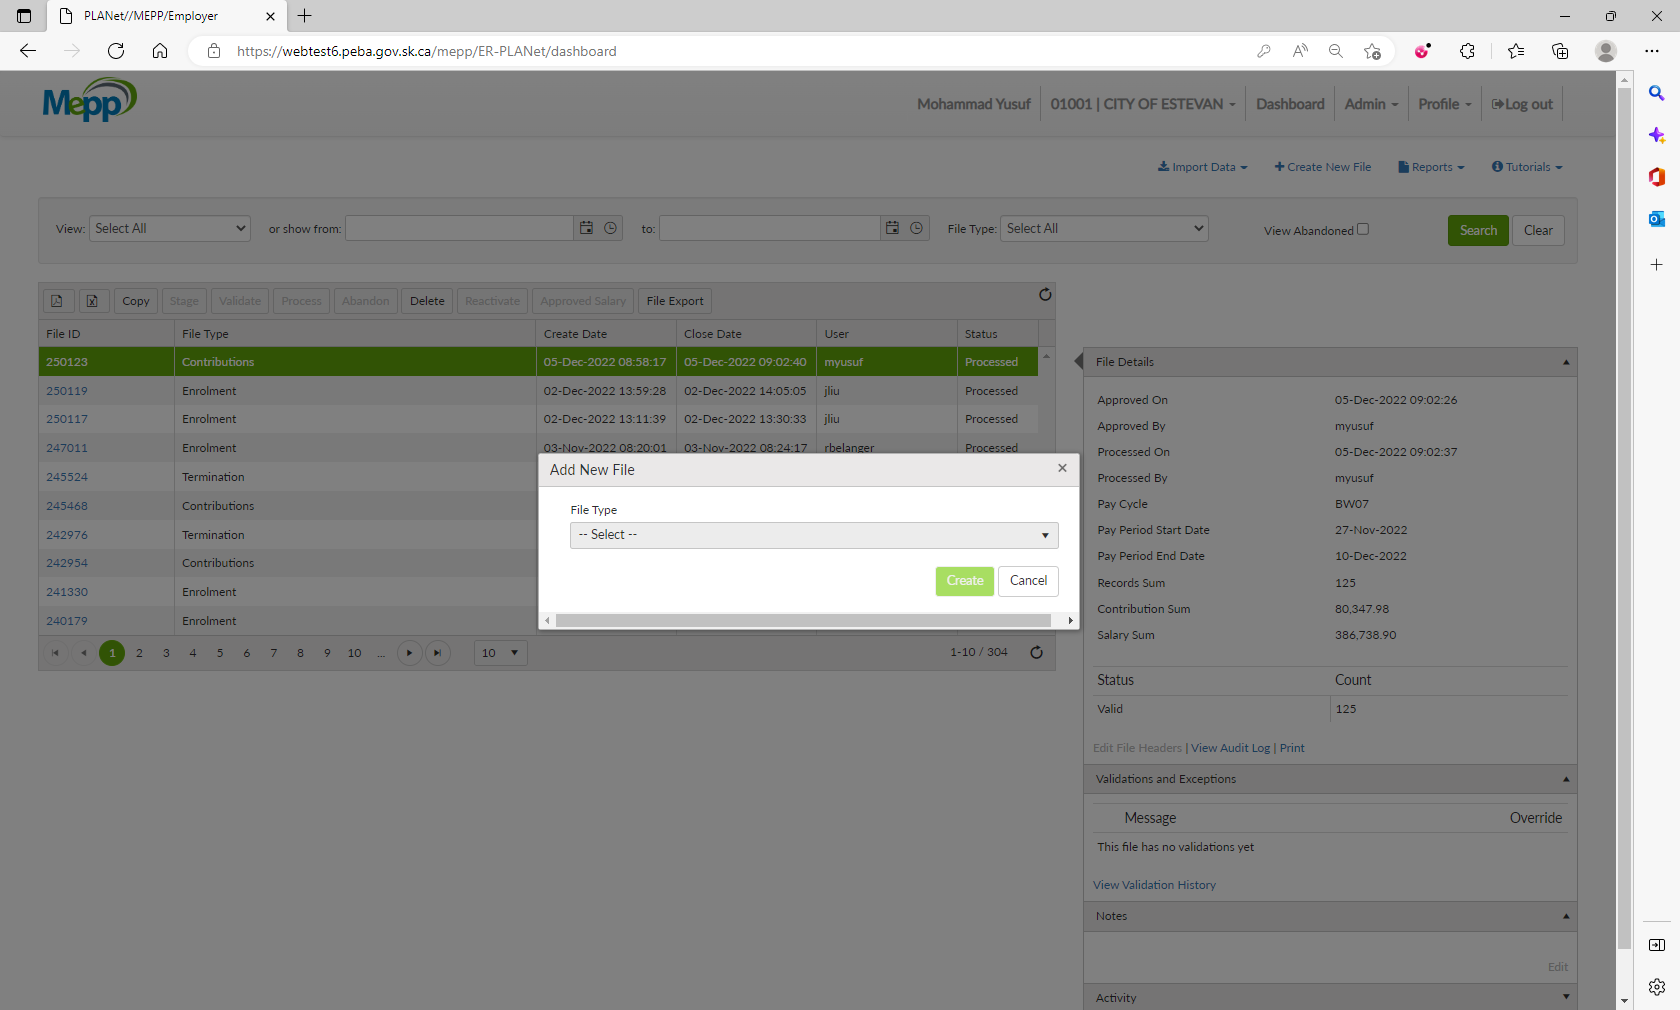 PLANet//MEPP/Employer
https://webtest6.peba.gov.sk.ca/mepp/ER-PLANet/dashboard
Mepp
Mohammad Yusuf
01001 | CITY OF ESTEVAN
Dashboard
Admin
Profile
Log out
Import Data
Create New File
Reports
Tutorials
View: Select All
or show from:
to:
File Type: Select All
View Abandoned
Search
Clear
Copy
Stage
Validate
Process
Abandon
Delete
Reactivate
Approved Salary
File Export
File ID File Type Create Date Close Date User Status
250123 Contributions 05-Dec-2022 08:58:17 05-Dec-2022 09:02:40 myusuf Processed
250119 Enrolment 02-Dec-2022 13:59:28 02-Dec-2022 14:05:05 jliu Processed
250117 Enrolment 02-Dec-2022 13:11:39 02-Dec-2022 13:30:33 jliu Processed
247011 Enrolment 03-Nov-2022 08:20:01 03-Nov-2022 08:24:17 rbelanger Processed
245524 Termination
245468 Contributions
242976 Termination
242954 Contributions
241330 Enrolment
240179 Enrolment
1 2 3 4 5 6 7 8 9 10 ...
10
1-10 / 304
Add New File
File Type
-- Select --
Create
Cancel
File Details
Approved On 05-Dec-2022 09:02:26
Approved By myusuf
Processed On 05-Dec-2022 09:02:37
Processed By myusuf
Pay Cycle BW07
Pay Period Start Date 27-Nov-2022
Pay Period End Date 10-Dec-2022
Records Sum 125
Contribution Sum 80,347.98
Salary Sum 386,738.90
Status Count
Valid 125
Edit File Headers | View Audit Log | Print
Validations and Exceptions
Message Override
This file has no validations yet
View Validation History
Notes
Edit
Activity